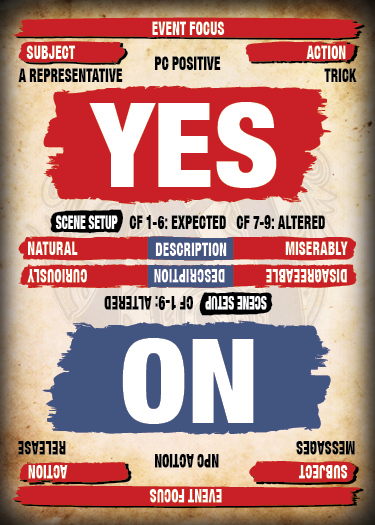 EVENT FOCUS
SUBJECT ACTION
A REPRESENTATIVE PC POSITIVE TRICK
YES
SCENE SETUP CF 1-6: EXPECTED CF 7-9: ALTERED
NATURAL DESCRIPTION MISERABLY
EVENT FOCUS
SUBJECT ACTION
MESSAGES NPC ACTION RELEASE
NO
SCENE SETUP CF 1-9: ALTERED
DISAGREEABLE DESCRIPTION CURIOUSLY